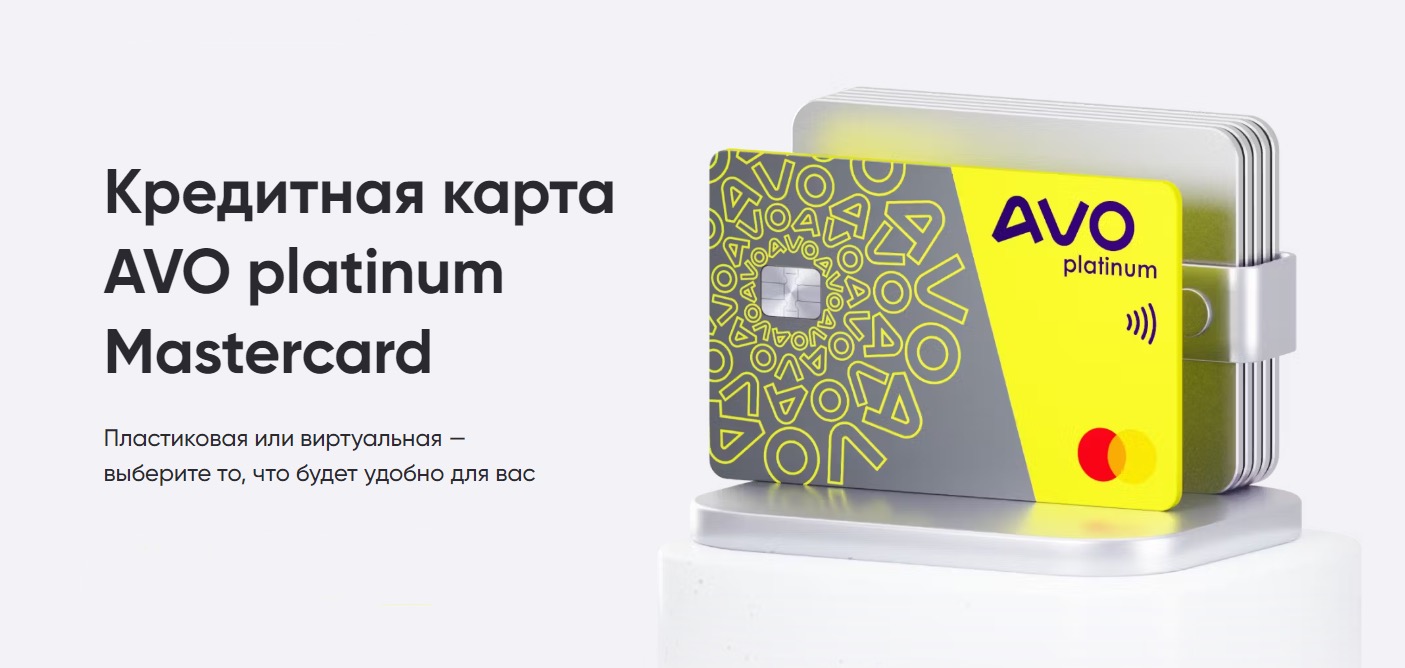 Кредитная карта
AVO platinum
Mastercard
Пластиковая или виртуальная —
выберите то, что будет удобно для вас
AVO
platinum